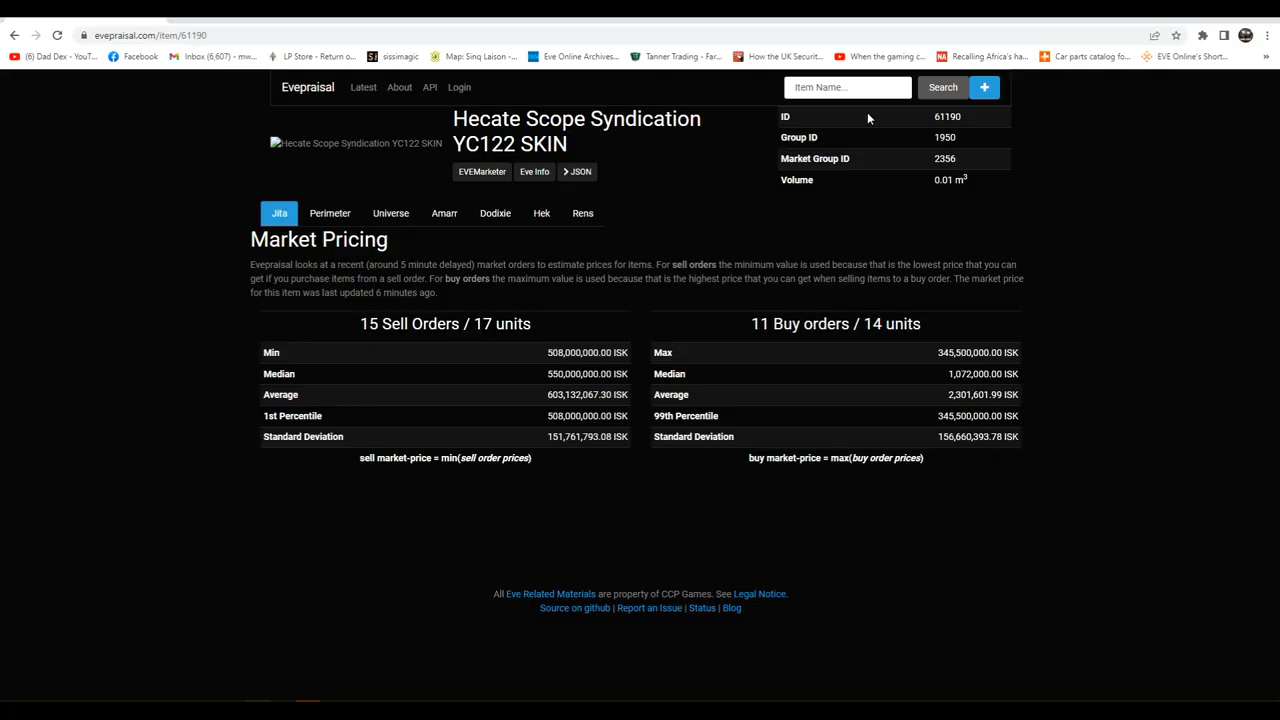 evepraisal.com/item/61190
(6) Dad Dex - YouT...
Facebook
Inbox (6,607) - mw...
LP Store - Return o...
sissimagic
Map: Sinq Laison -...
Eve Online Archives...
Tanner Trading - Far...
How the UK Securit...
When the gaming c...
Recalling Africa's ha...
Car parts catalog fo...
EVE Online's Short...
»
Evepraisal Latest About API Login Item Name... Search +
Hecate Scope Syndication YC122 SKIN
Hecate Scope Syndication
YC122 SKIN
EVEMarketer Eve Info JSON
ID 61190
Group ID 1950
Market Group ID 2356
Volume 0.01 m³
Jita Perimeter Universe Amarr Dodixie Hek Rens
Market Pricing
Evepraisal looks at a recent (around 5 minute delayed) market orders to estimate prices for items. For sell orders the minimum value is used because that is the lowest price that you can
get if you purchase items from a sell order. For buy orders the maximum value is used because that is the highest price that you can get when selling items to a buy order. The market price
for this item was last updated 6 minutes ago.
15 Sell Orders / 17 units
Min 508,000,000.00 ISK
Median 550,000,000.00 ISK
Average 603,132,067.30 ISK
1st Percentile 508,000,000.00 ISK
Standard Deviation 151,761,793.08 ISK
sell market-price = min(sell order prices)
11 Buy orders / 14 units
Max 345,500,000.00 ISK
Median 1,072,000.00 ISK
Average 2,301,601.99 ISK
99th Percentile 345,500,000.00 ISK
Standard Deviation 156,660,393.78 ISK
buy market-price = max(buy order prices)
All Eve Related Materials are property of CCP Games. See Legal Notice.
Source on github | Report an Issue | Status | Blog